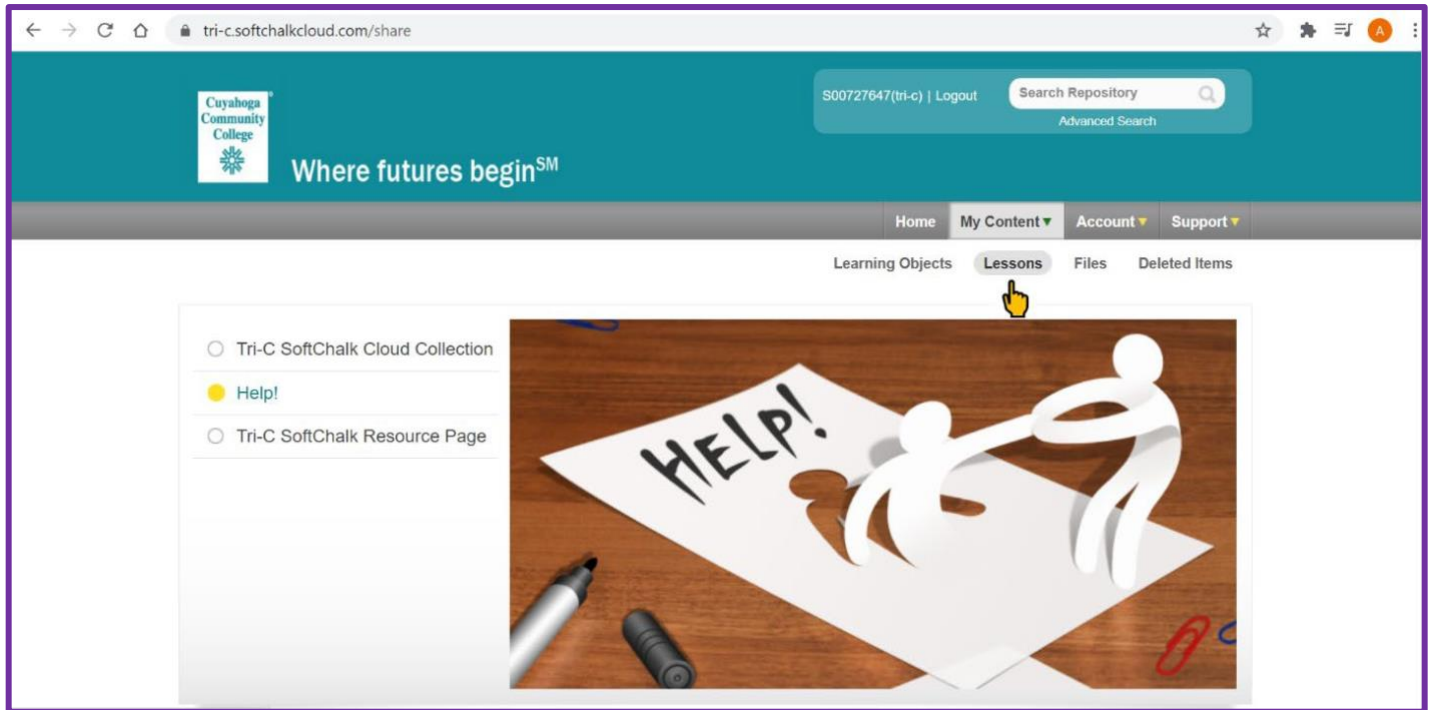 tri-c.softchalkcloud.com/share
A
Cuyahoga
Community
College
Where futures begin℠
S00727647(tri-c) | Logout
Search Repository
Advanced Search
Home My Content▼ Account▼ Support▼
Learning Objects Lessons Files Deleted Items
Tri-C SoftChalk Cloud Collection
Help!
Tri-C SoftChalk Resource Page
HELP!